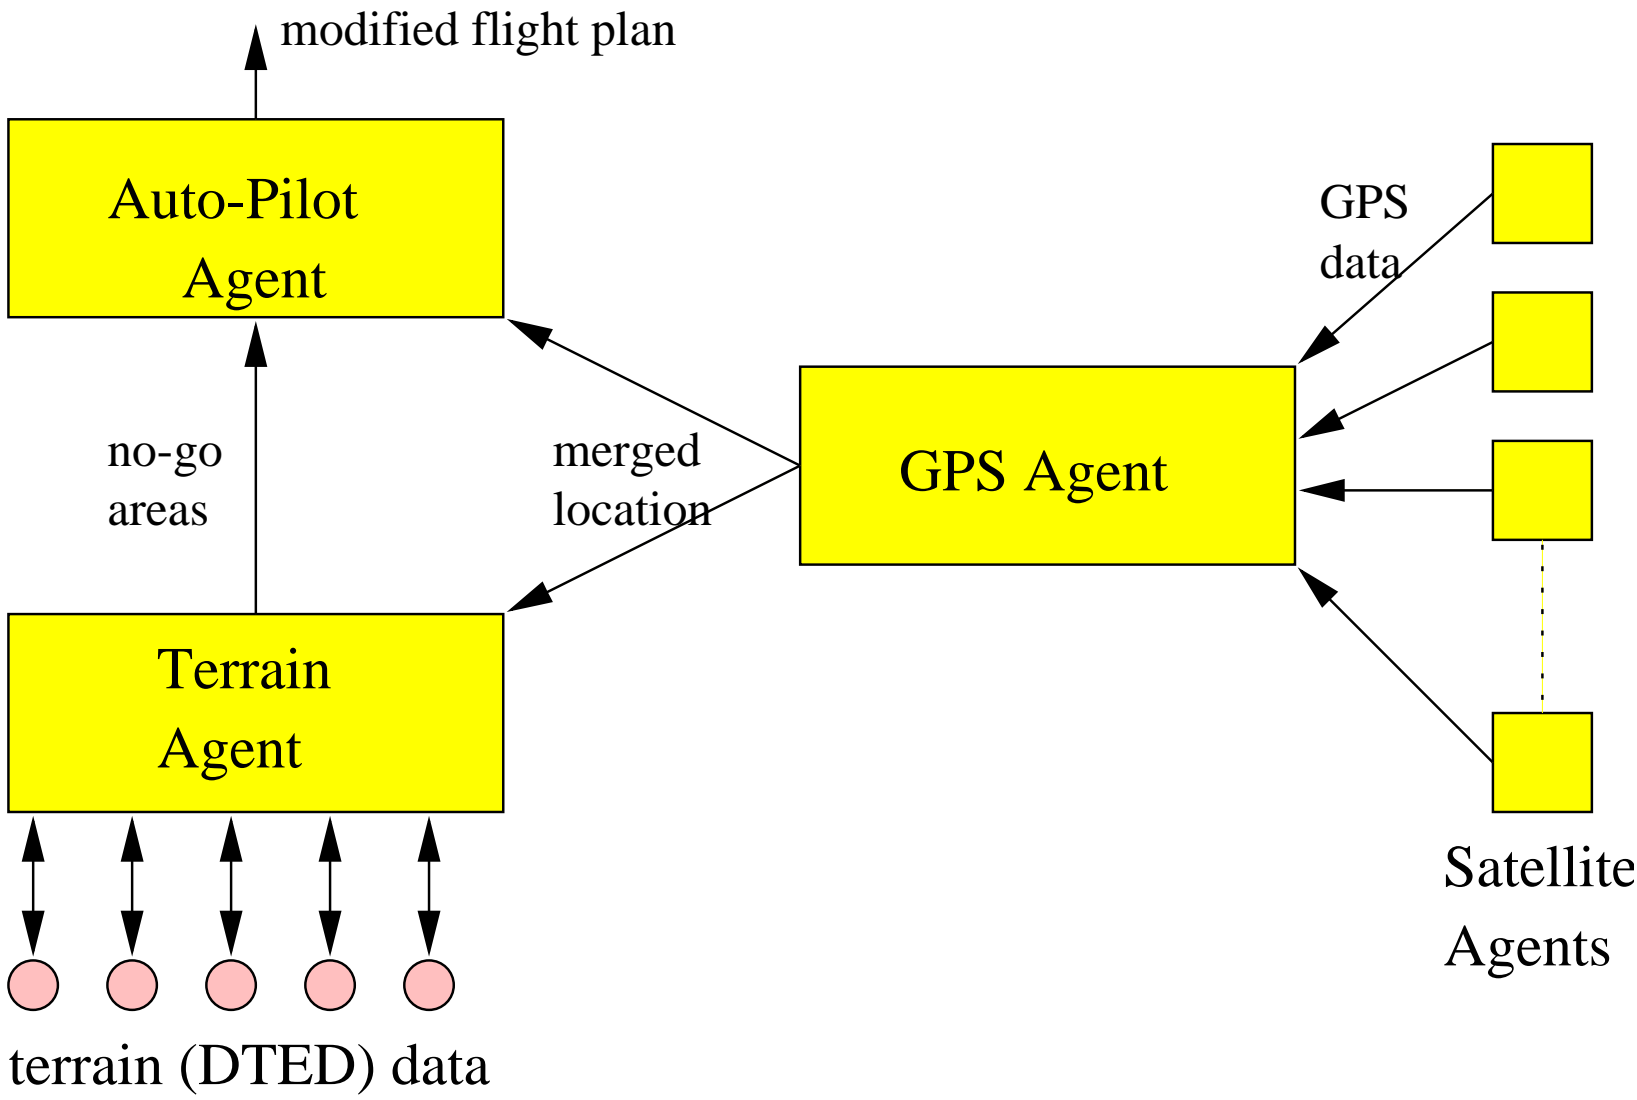 modified flight plan
Auto-Pilot
Agent
GPS
data
no-go
areas
merged
location
GPS Agent
Terrain
Agent
Satellite
Agents
terrain (DTED) data